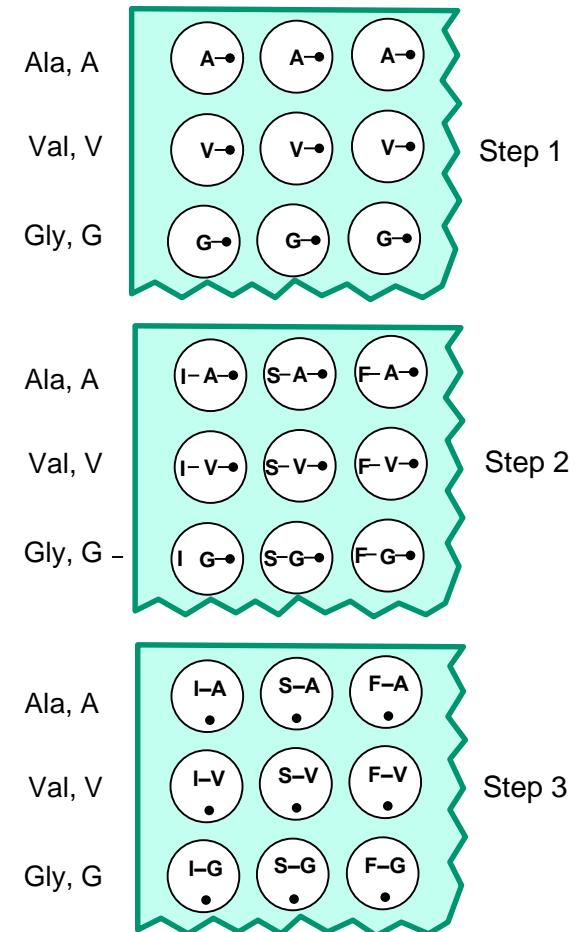 Ala, A A–● A–● A–●
Val, V V–● V–● V–● Step 1
Gly, G G–● G–● G–●
Ala, A I–A–● S–A–● F–A–●
Val, V I–V–● S–V–● F–V–● Step 2
Gly, G – I G–● S–G–● F–G–●
Ala, A I–A S–A F–A
Val, V I–V S–V F–V Step 3
Gly, G I–G S–G F–G